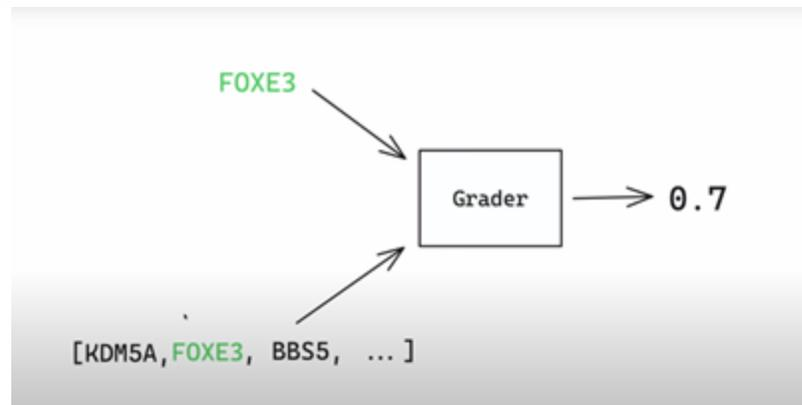 FOXE3
Grader
0.7
[KDM5A,FOXE3, BBS5, ...]